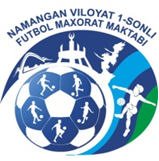 NAMANGAN VILOYAT 1-SONLI
FUTBOL MAXORAT MAKTABI